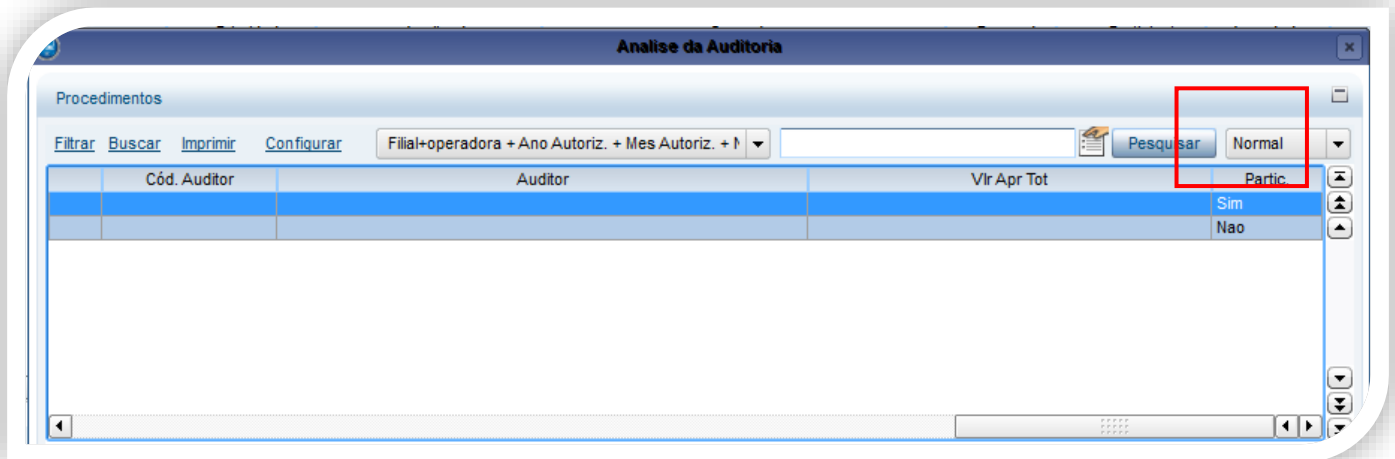 Analise da Auditoria
Procedimentos
Filtrar Buscar Imprimir Configurar Filial+operadora + Ano Autoriz. + Mes Autoriz. + N Pesquisar Normal
Cód. Auditor Auditor Vlr Apr Tot Partic.
Sim
Nao